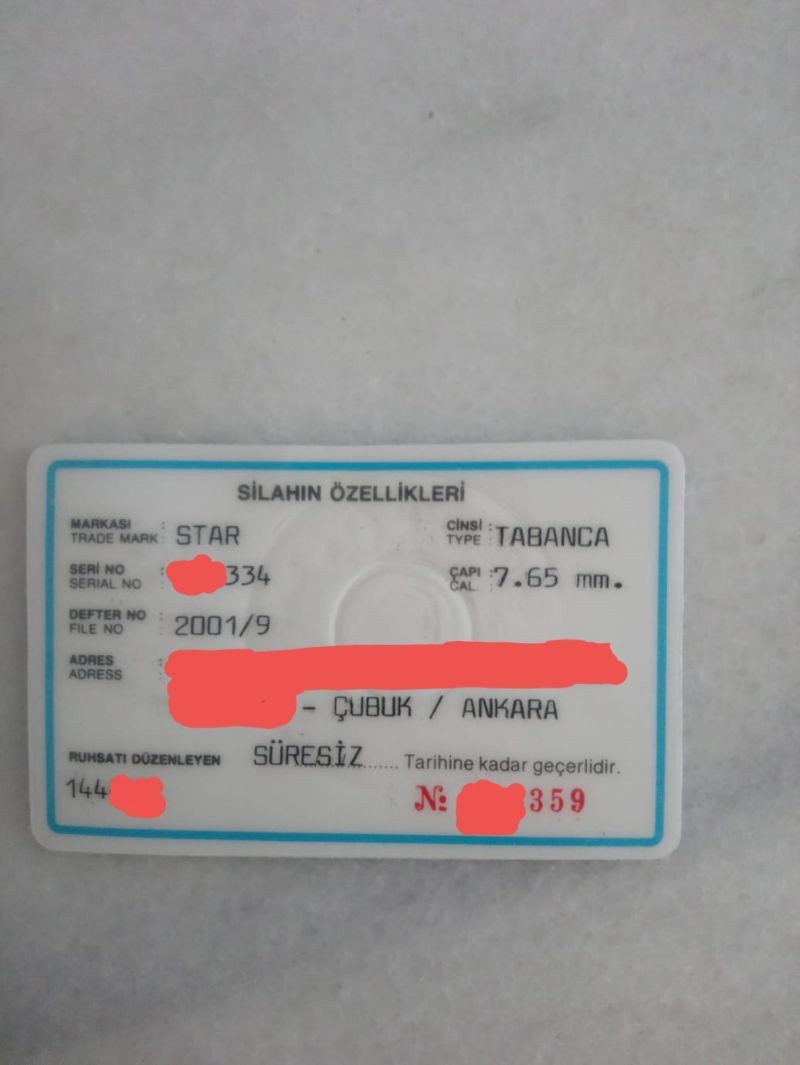 SİLAHIN ÖZELLİKLERİ
MARKASI : STAR
TRADE MARK
CİNSİ : TABANCA
TYPE
SERİ NO : 334
SERIAL NO
ÇAPI : 7.65 mm.
CAL.
DEFTER NO : 2001/9
FILE NO
ADRES :
ADRESS
- ÇUBUK / ANKARA
RUHSATI DÜZENLEYEN SÜRESİZ ........ Tarihine kadar geçerlidir.
144
№: 359